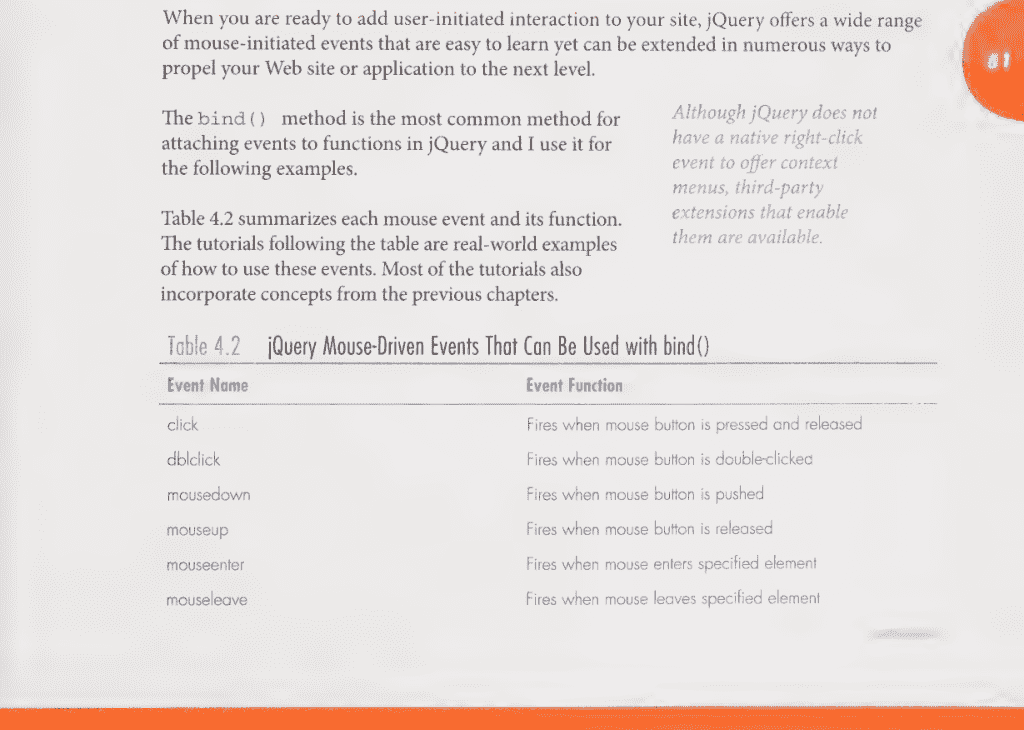 When you are ready to add user-initiated interaction to your site, jQuery offers a wide range
of mouse-initiated events that are easy to learn yet can be extended in numerous ways to
propel your Web site or application to the next level.
81
The bind() method is the most common method for
attaching events to functions in jQuery and I use it for
the following examples.
Although jQuery does not
have a native right-click
event to offer context
menus, third-party
extensions that enable
them are available.
Table 4.2 summarizes each mouse event and its function.
The tutorials following the table are real-world examples
of how to use these events. Most of the tutorials also
incorporate concepts from the previous chapters.
Table 4.2 jQuery Mouse-Driven Events That Can Be Used with bind()
Event Name Event Function
click Fires when mouse button is pressed and released
dblclick Fires when mouse button is double-clicked
mousedown Fires when mouse button is pushed
mouseup Fires when mouse button is released
mouseenter Fires when mouse enters specified element
mouseleave Fires when mouse leaves specified element